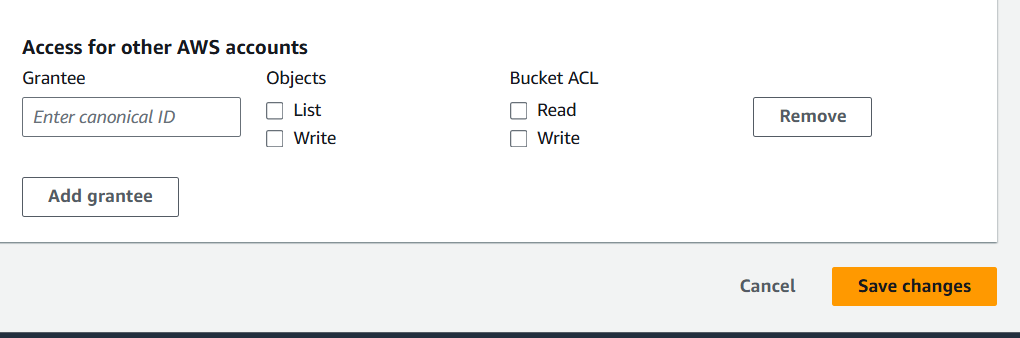 Access for other AWS accounts
Grantee Objects Bucket ACL
Enter canonical ID List Read Remove
Write Write
Add grantee
Cancel Save changes